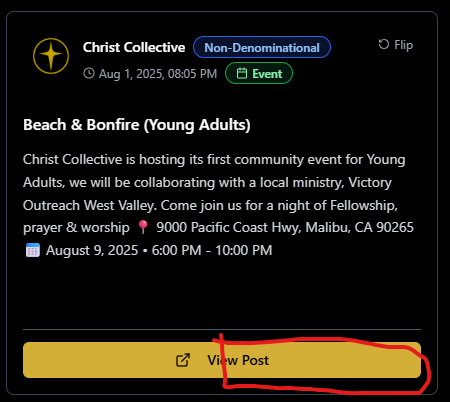 Christ Collective Non-Denominational Flip
Aug 1, 2025, 08:05 PM Event
Beach & Bonfire (Young Adults)
Christ Collective is hosting its first community event for Young
Adults, we will be collaborating with a local ministry, Victory
Outreach West Valley. Come join us for a night of Fellowship,
prayer & worship 📍 9000 Pacific Coast Hwy, Malibu, CA 90265
🗓️ August 9, 2025 • 6:00 PM - 10:00 PM
View Post